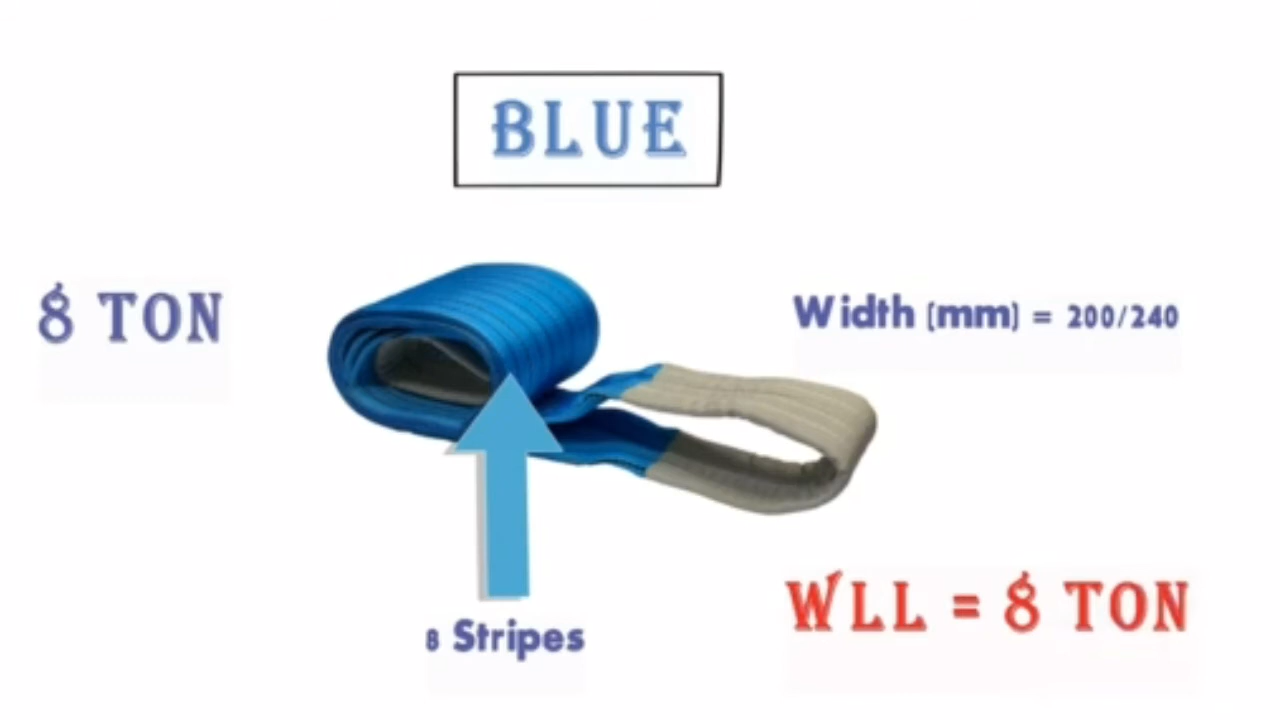 BLUE
8 TON
Width (mm) = 200/240
8 Stripes
WLL = 8 TON